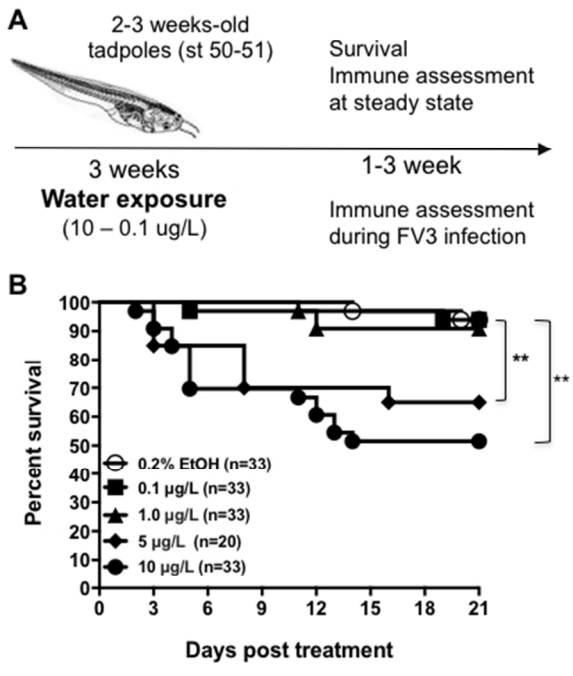 A
2-3 weeks-old
tadpoles (st 50-51)
Survival
Immune assessment
at steady state
3 weeks
Water exposure
(10 – 0.1 ug/L)
1-3 week
Immune assessment
during FV3 infection
B
Percent survival
100
90
80
70
60
50
40
30
20
10
0
0.2% EtOH (n=33)
0.1 µg/L (n=33)
1.0 µg/L (n=33)
5 µg/L (n=20)
10 µg/L (n=33)
**
**
0 3 6 9 12 15 18 21
Days post treatment